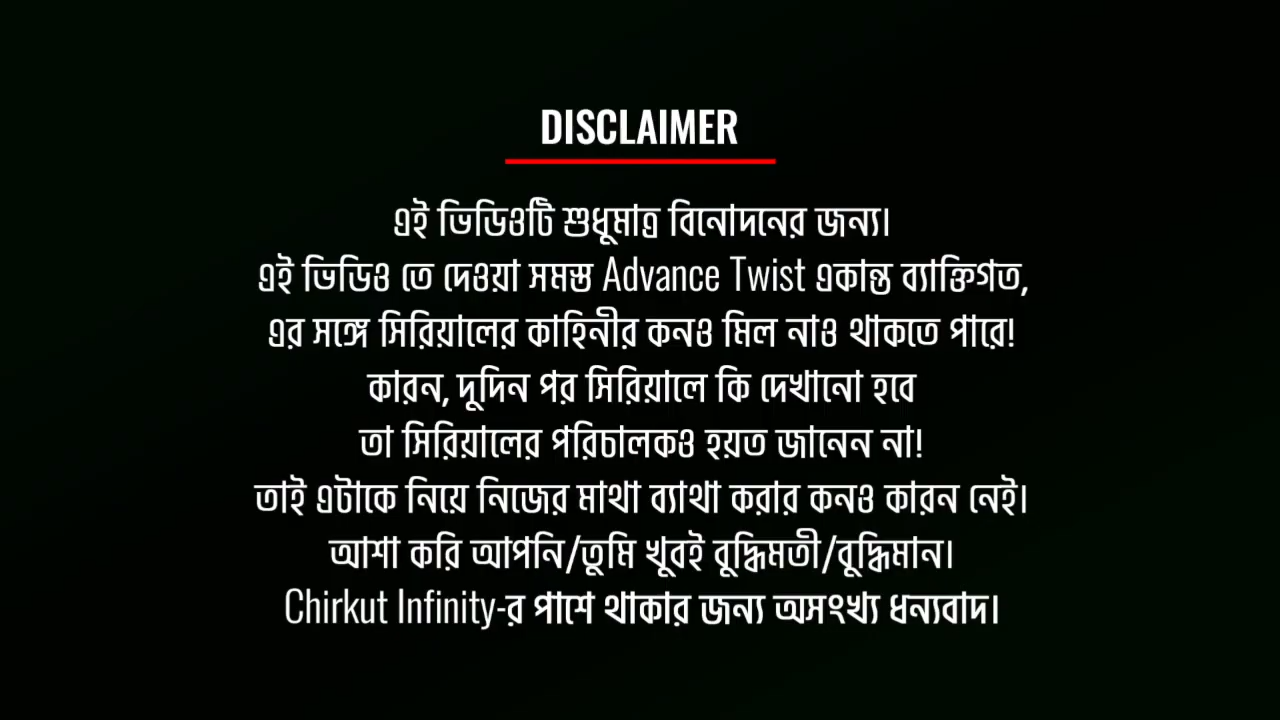 DISCLAIMER
এই ভিডিওটি শুধুমাত্র বিনোদনের জন্য।
এই ভিডিও তে দেওয়া সমস্ত Advance Twist একান্ত ব্যাক্তিগত,
এর সঙ্গে সিরিয়ালের কাহিনীর কনও মিল নাও থাকতে পারে!
কারন, দুদিন পর সিরিয়ালে কি দেখানো হবে
তা সিরিয়ালের পরিচালকও হয়ত জানেন না!
তাই এটাকে নিয়ে নিজের মাথা ব্যাথা করার কনও কারন নেই।
আশা করি আপনি/তুমি খুবই বুদ্ধিমতী/বুদ্ধিমান।
Chirkut Infinity-র পাশে থাকার জন্য অসংখ্য ধন্যবাদ।